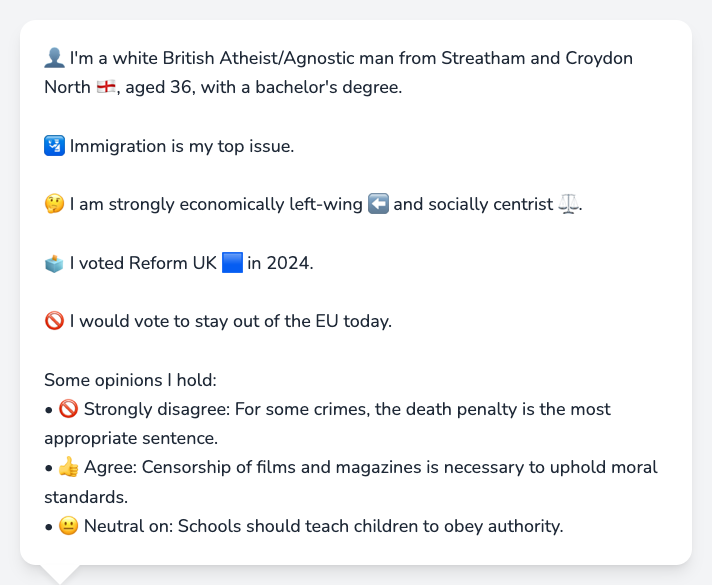 👤 I'm a white British Atheist/Agnostic man from Streatham and Croydon
North 🏴󠁧󠁢󠁥󠁮󠁧󠁿, aged 36, with a bachelor's degree.
🛂 Immigration is my top issue.
🤔 I am strongly economically left-wing ⬅️ and socially centrist ⚖️.
🗳️ I voted Reform UK 🟦 in 2024.
🚫 I would vote to stay out of the EU today.
Some opinions I hold:
• 🚫 Strongly disagree: For some crimes, the death penalty is the most
appropriate sentence.
• 👍 Agree: Censorship of films and magazines is necessary to uphold moral
standards.
• 😐 Neutral on: Schools should teach children to obey authority.